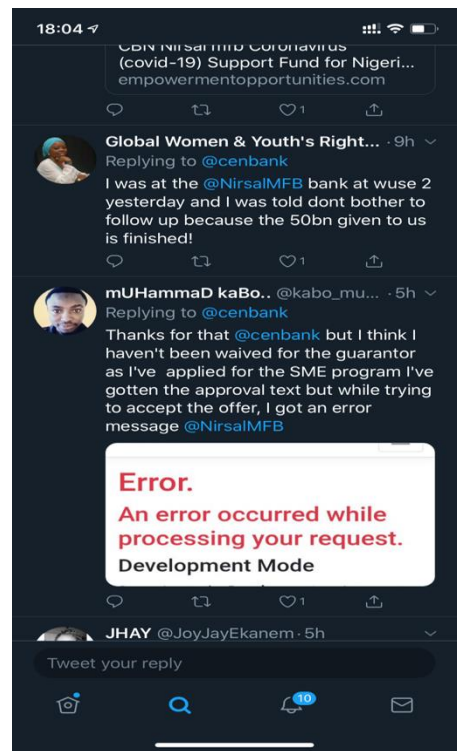 18:04
CBN Nirsal mfb Coronavirus
(covid-19) Support Fund for Nigeri...
empowermentopportunities.com
1
Global Women & Youth's Right... · 9h
Replying to @cenbank
I was at the @NirsalMFB bank at wuse 2
yesterday and I was told dont bother to
follow up because the 50bn given to us
is finished!
1
mUHammaD kaBo.. @kabo_mu... · 5h
Replying to @cenbank
Thanks for that @cenbank but I think I
haven't been waived for the guarantor
as I've applied for the SME program I've
gotten the approval text but while trying
to accept the offer, I got an error
message @NirsalMFB
Error.
An error occurred while
processing your request.
Development Mode
1
JHAY @JoyJayEkanem · 5h
Tweet your reply
10